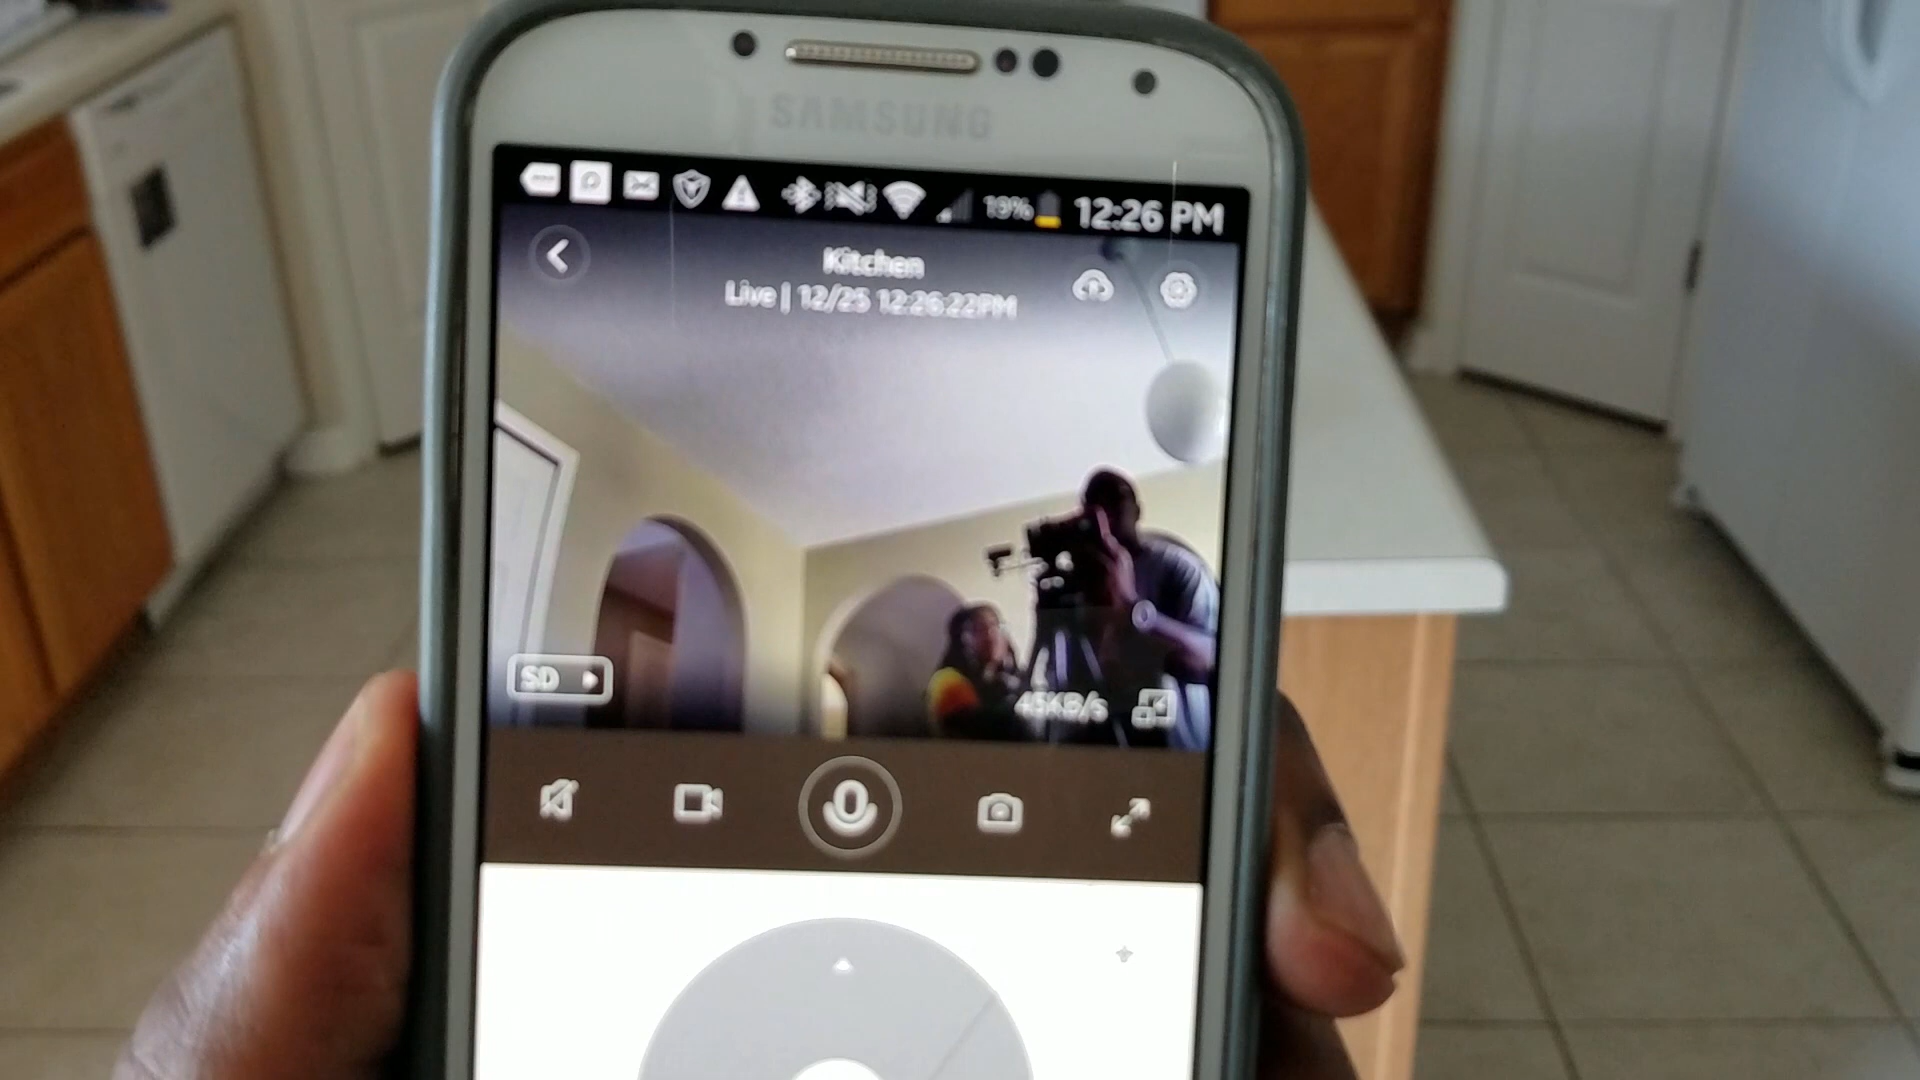 SAMSUNG
19% 12:26 PM
Kitchen
Live | 12/25 12:26:22PM
SD
45KB/s